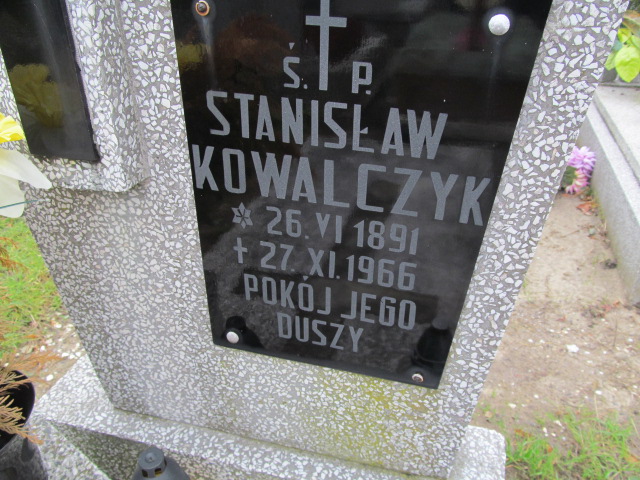 Ś. P.
STANISŁAW
KOWALCZYK
* 26. VI 1891
+ 27. XI. 1966
POKÓJ JEGO
DUSZY